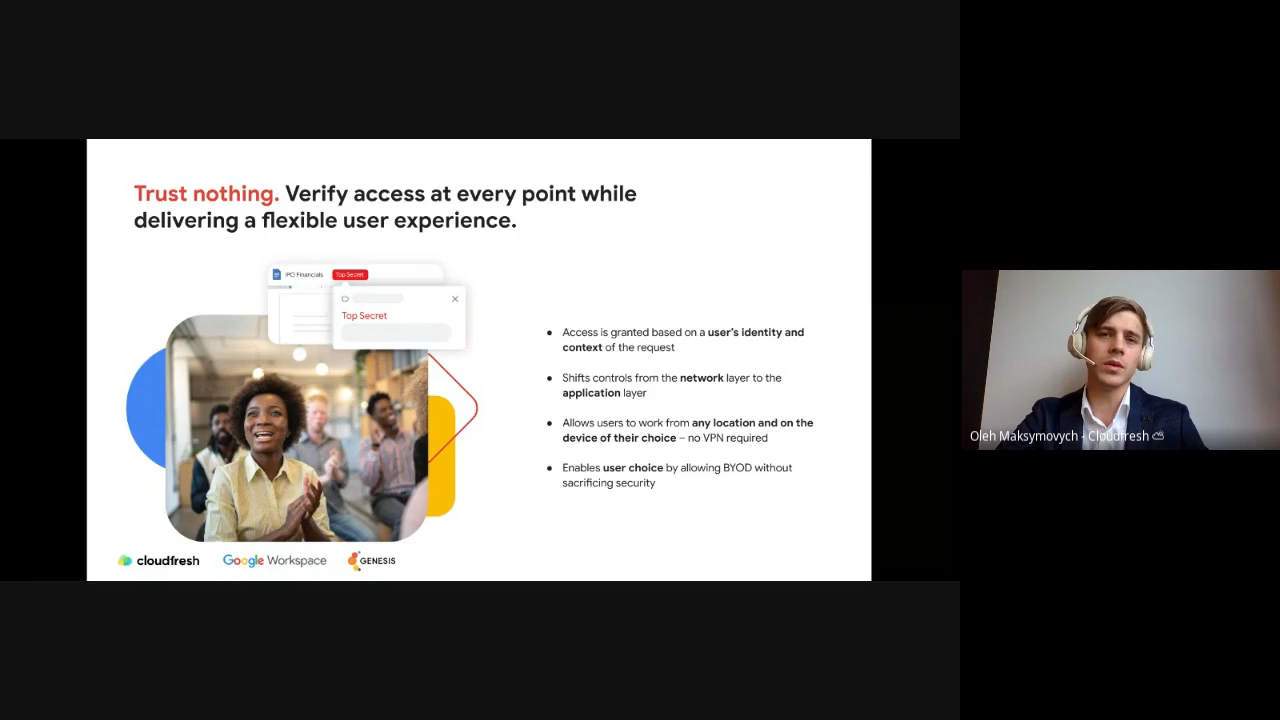 Trust nothing. Verify access at every point while
delivering a flexible user experience.
IPO Financials
Top Secret
Top Secret
● Access is granted based on a user's identity and
context of the request
● Shifts controls from the network layer to the
application layer
● Allows users to work from any location and on the
device of their choice – no VPN required
● Enables user choice by allowing BYOD without
sacrificing security
cloudfresh
Google Workspace
GENESIS
Oleh Maksymovych - Cloudfresh